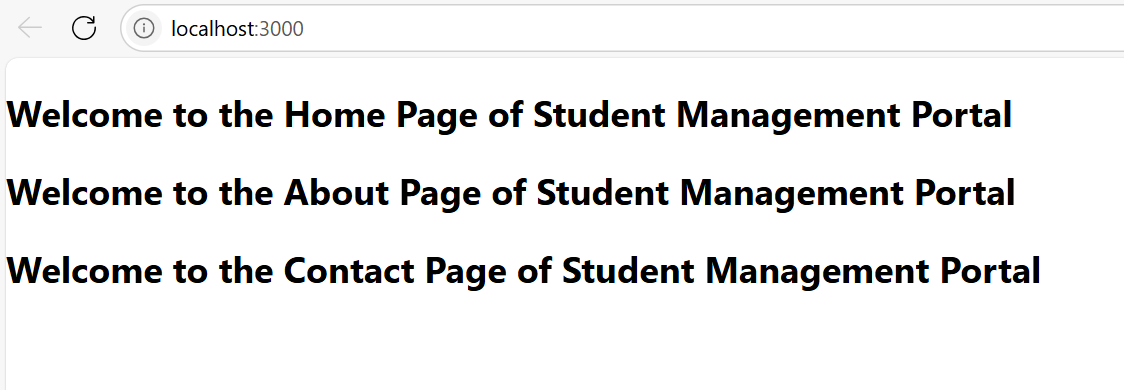 localhost:3000
Welcome to the Home Page of Student Management Portal
Welcome to the About Page of Student Management Portal
Welcome to the Contact Page of Student Management Portal